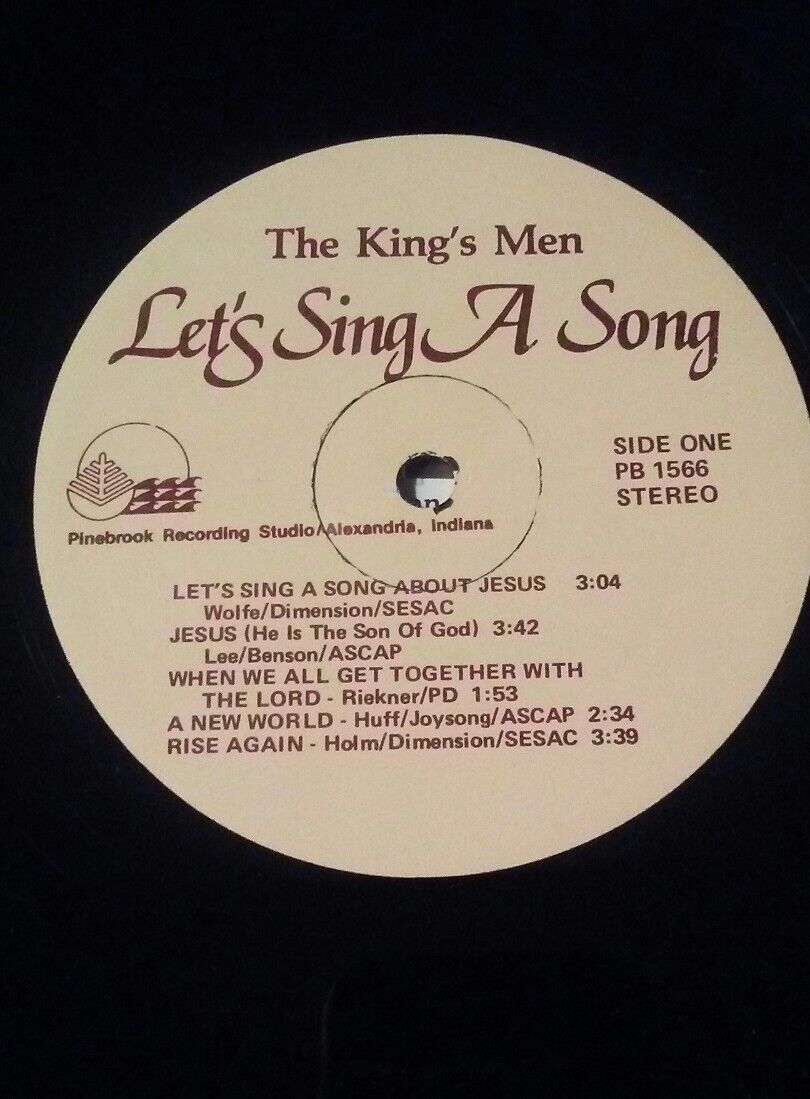 The King's Men
Let's Sing A Song
SIDE ONE
PB 1566
STEREO
Pinebrook Recording Studio/Alexandria, Indiana
LET'S SING A SONG ABOUT JESUS 3:04
Wolfe/Dimension/SESAC
JESUS (He Is The Son Of God) 3:42
Lee/Benson/ASCAP
WHEN WE ALL GET TOGETHER WITH
THE LORD - Riekner/PD 1:53
A NEW WORLD - Huff/Joysong/ASCAP 2:34
RISE AGAIN - Holm/Dimension/SESAC 3:39